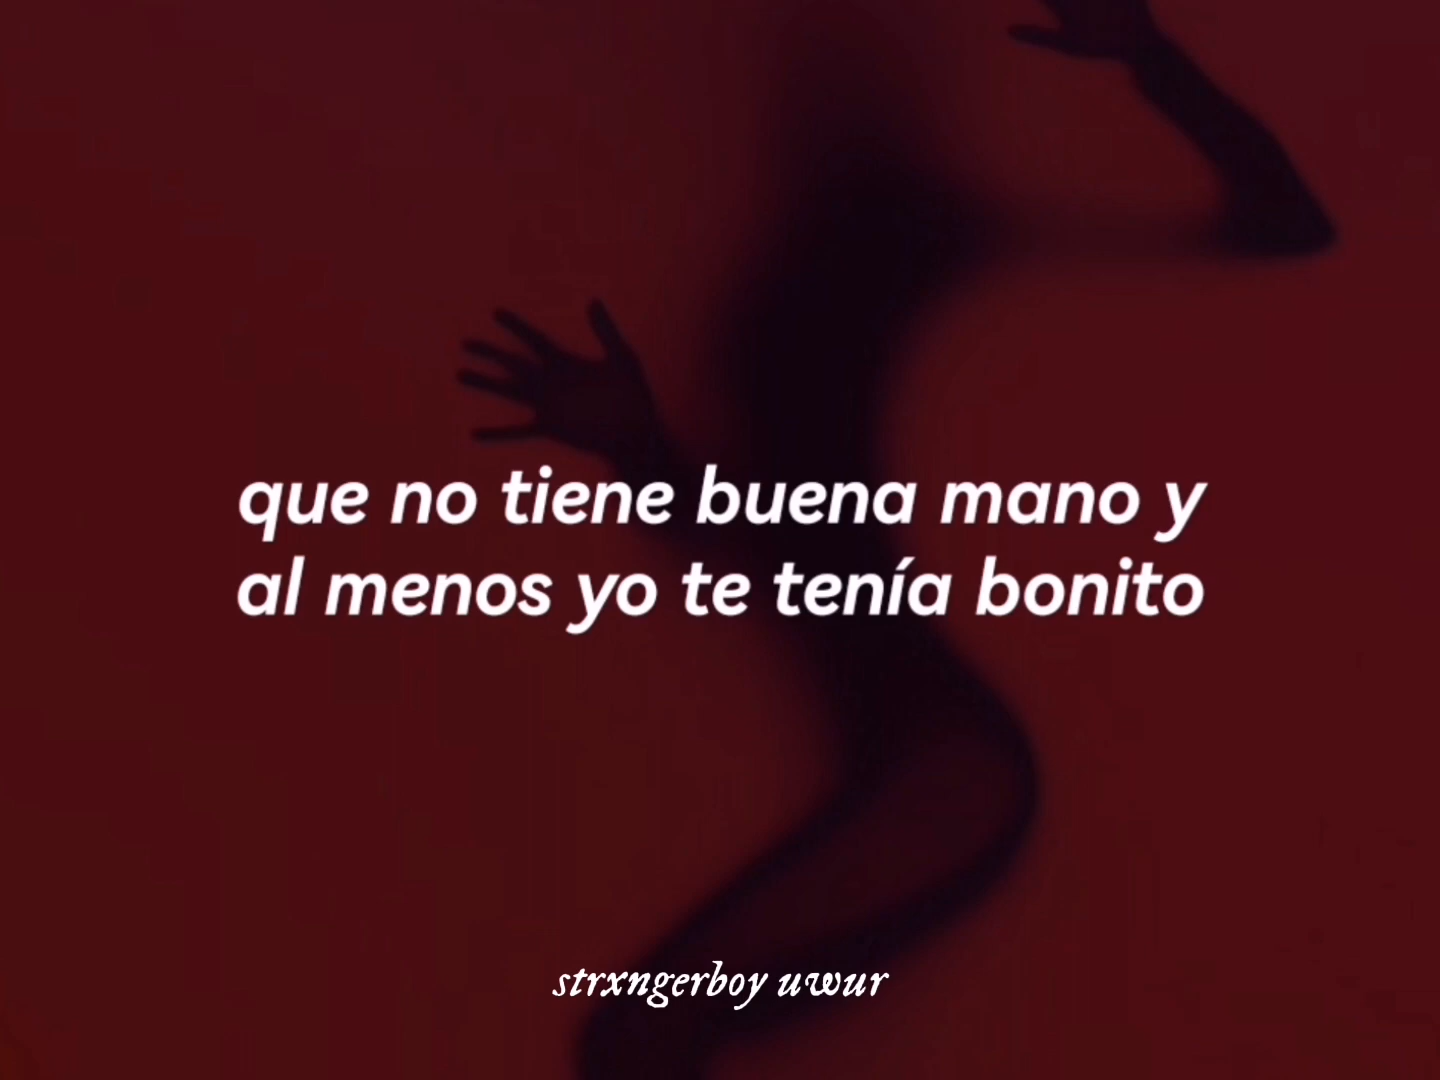 que no tiene buena mano y
al menos yo te tenía bonito
strxngerboy uwur